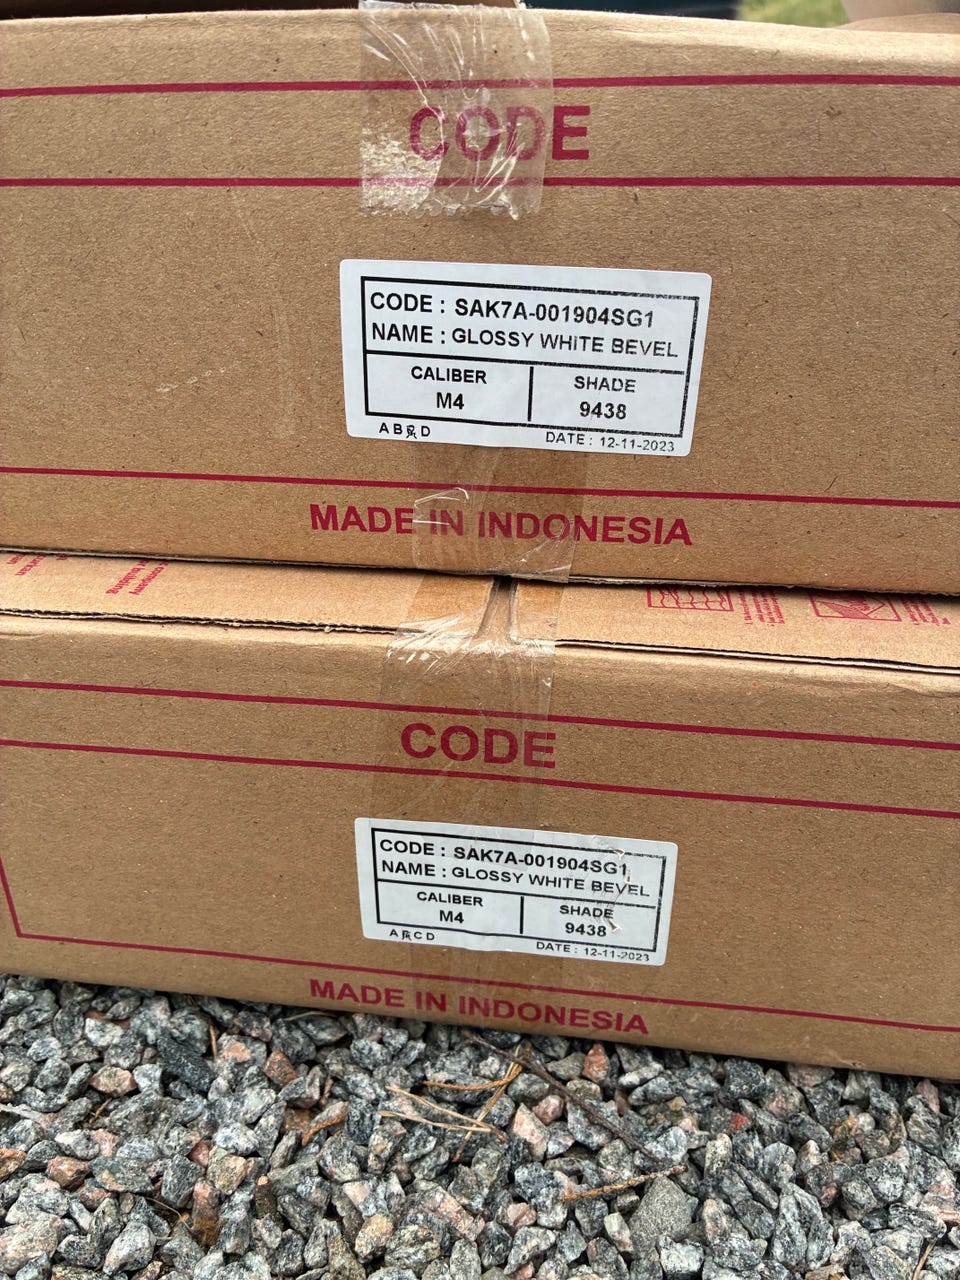 CODE
CODE : SAK7A-001904SG1
NAME : GLOSSY WHITE BEVEL
CALIBER
M4
SHADE
9438
A B C D
DATE : 12-11-2023
MADE IN INDONESIA
CODE
CODE : SAK7A-001904SG1
NAME : GLOSSY WHITE BEVEL
CALIBER
M4
SHADE
9438
A B C D
DATE : 12-11-2023
MADE IN INDONESIA